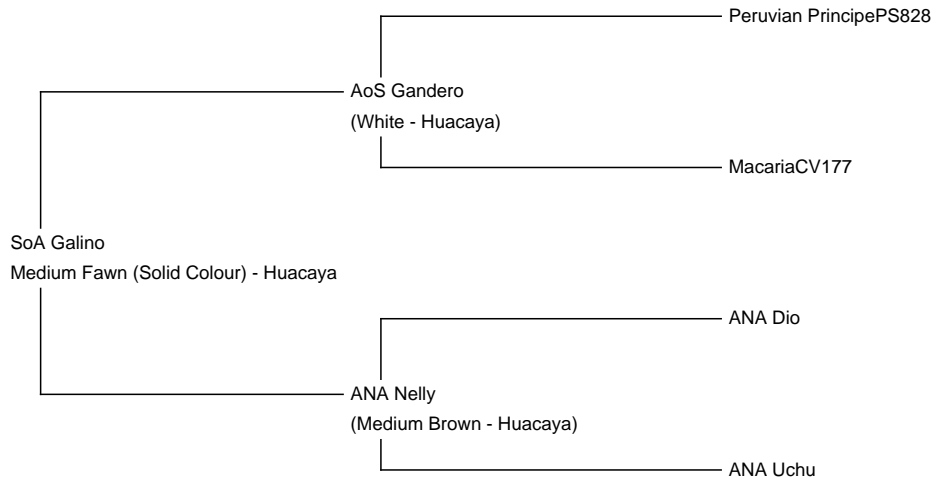 Peruvian PrincipePS828
AoS Gandero
(White - Huacaya)
MacariaCV177
SoA Galino
Medium Fawn (Solid Colour) - Huacaya
ANA Dio
ANA Nelly
(Medium Brown - Huacaya)
ANA Uchu